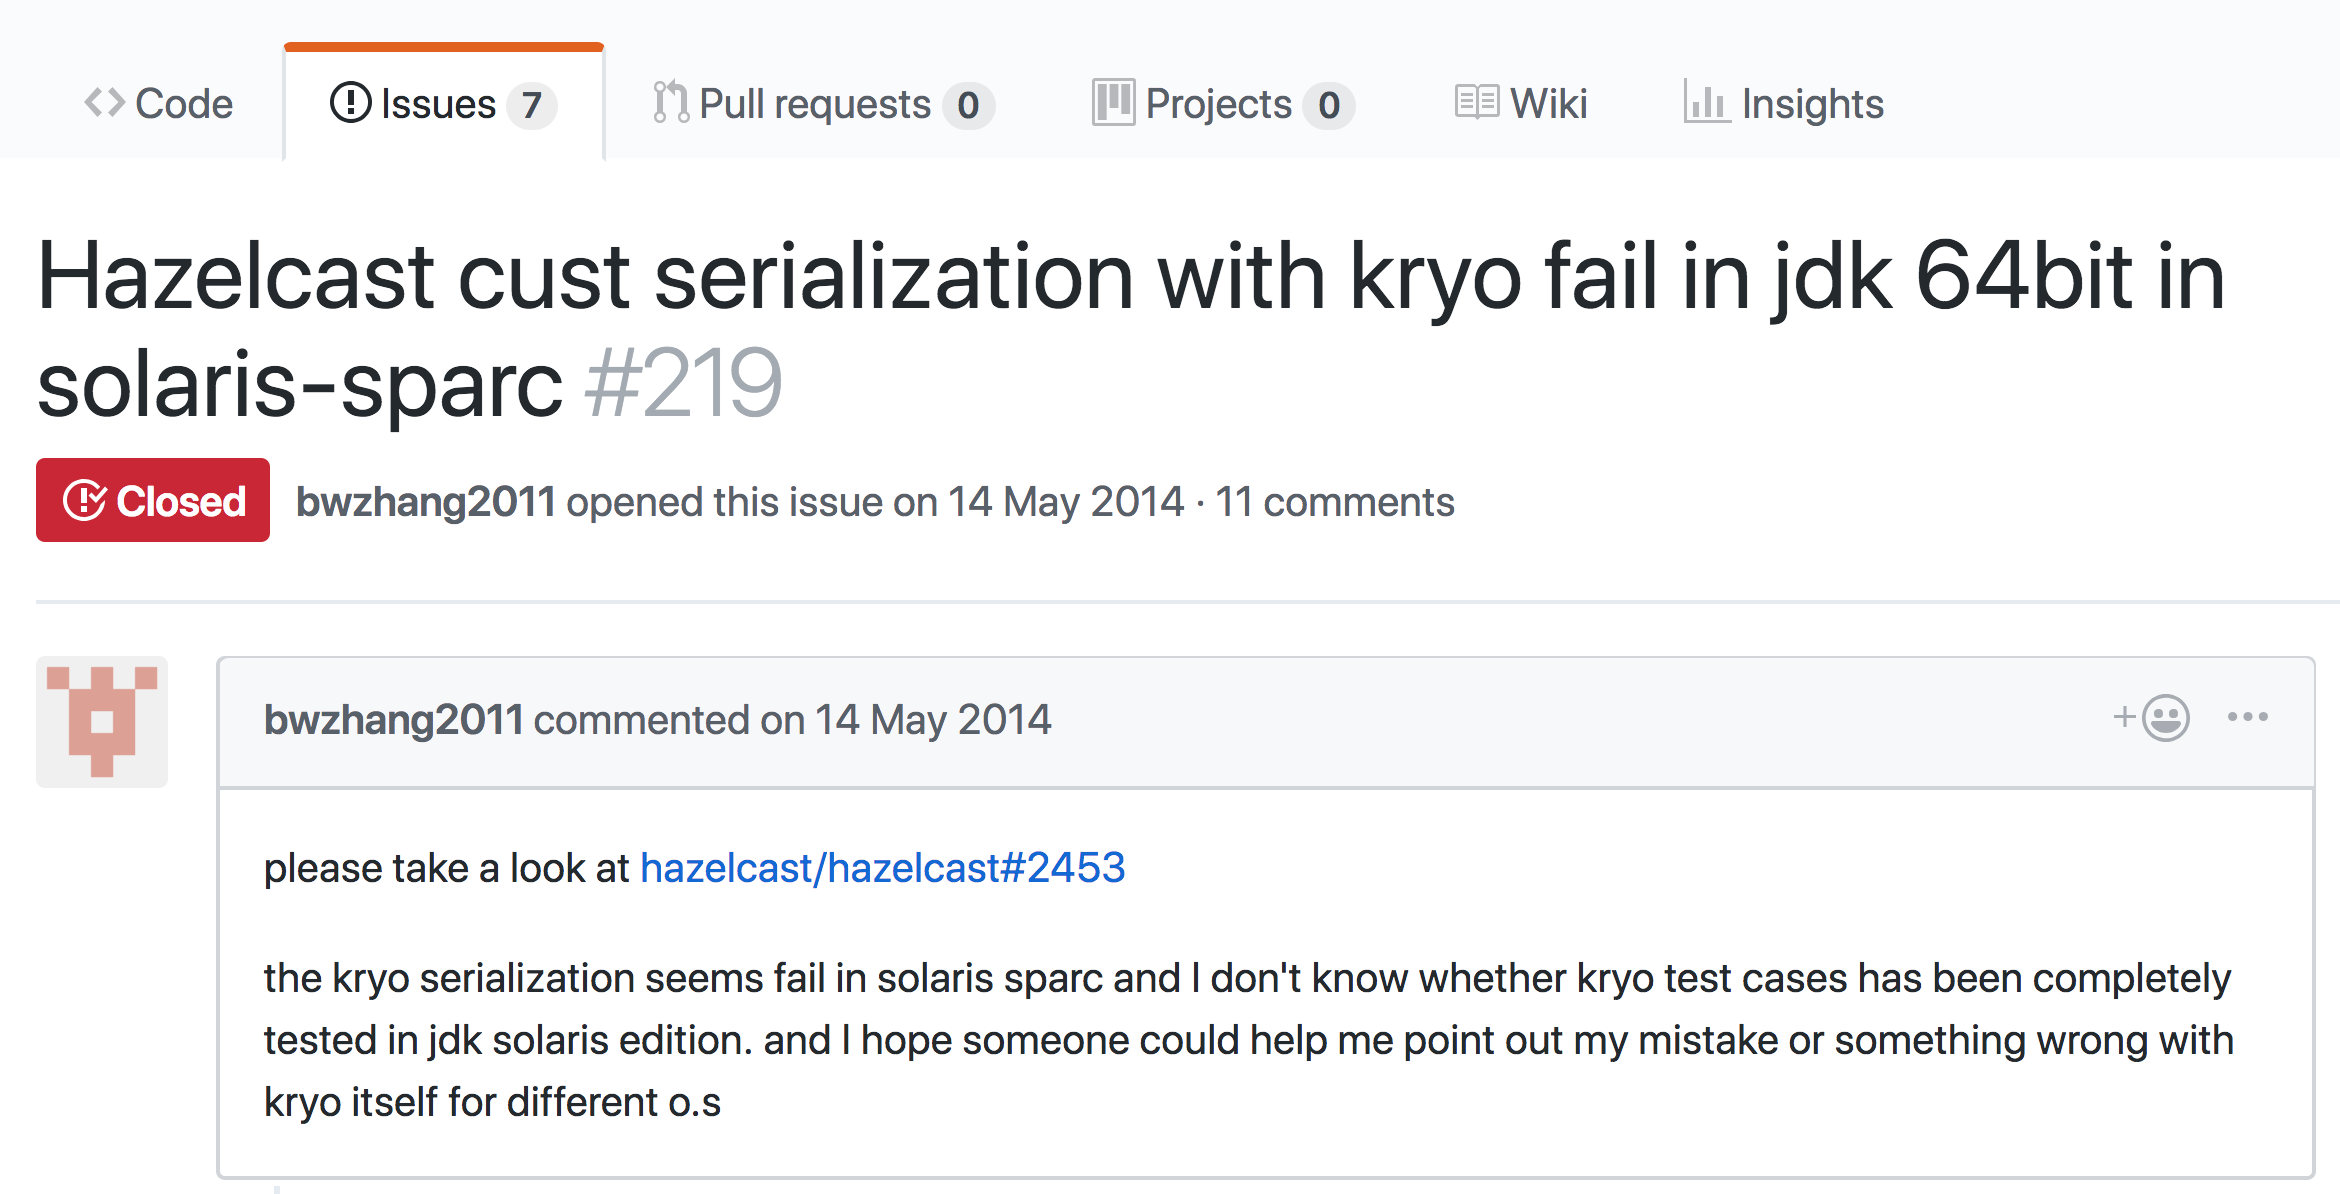 Code Issues 7 Pull requests 0 Projects 0 Wiki Insights
Hazelcast cust serialization with kryo fail in jdk 64bit in
solaris-sparc #219
Closed bwzhang2011 opened this issue on 14 May 2014 · 11 comments
bwzhang2011 commented on 14 May 2014
please take a look at hazelcast/hazelcast#2453
the kryo serialization seems fail in solaris sparc and I don't know whether kryo test cases has been completely
tested in jdk solaris edition. and I hope someone could help me point out my mistake or something wrong with
kryo itself for different o.s